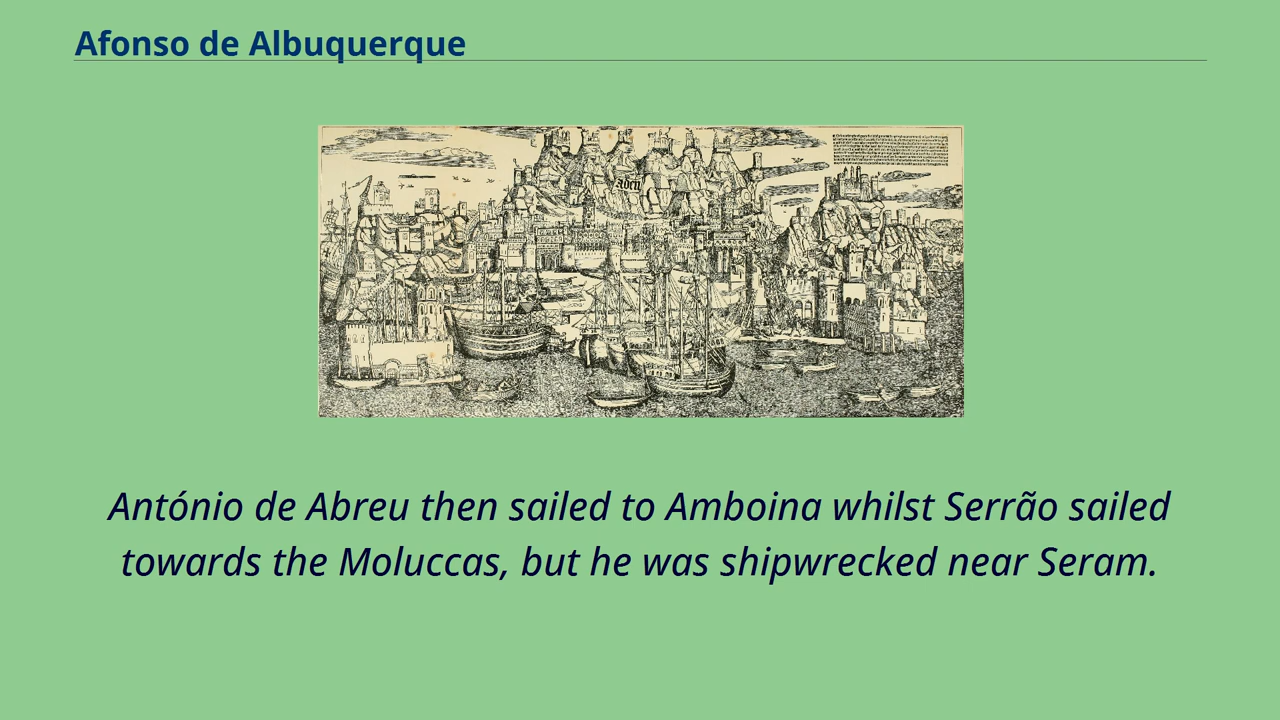 Afonso de Albuquerque
aden
António de Abreu then sailed to Amboina whilst Serrão sailed
towards the Moluccas, but he was shipwrecked near Seram.